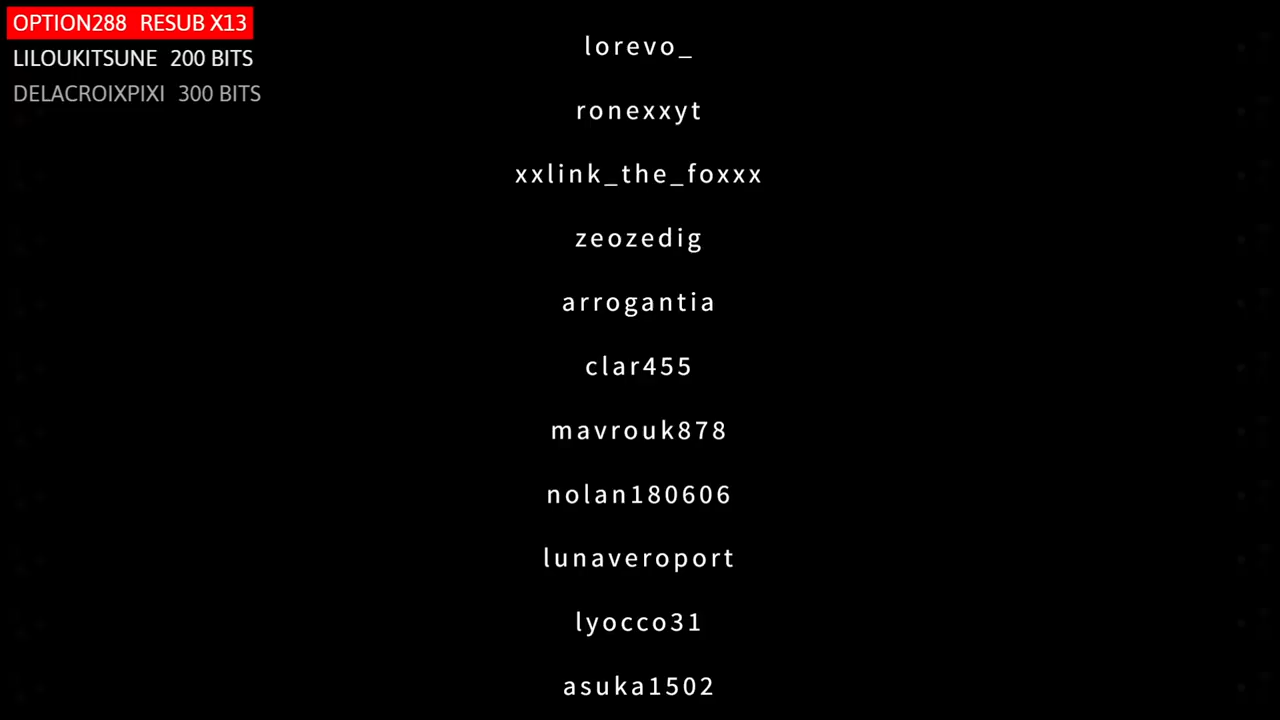 OPTION288 RESUB X13
LILOUKITSUNE 200 BITS
DELACROIXPIXI 300 BITS
lorevo_
ronexxyt
xxlink_the_foxxx
zeozedig
arrogantia
clar455
mavrouk878
nolan180606
lunaveroport
lyocco31
asuka1502